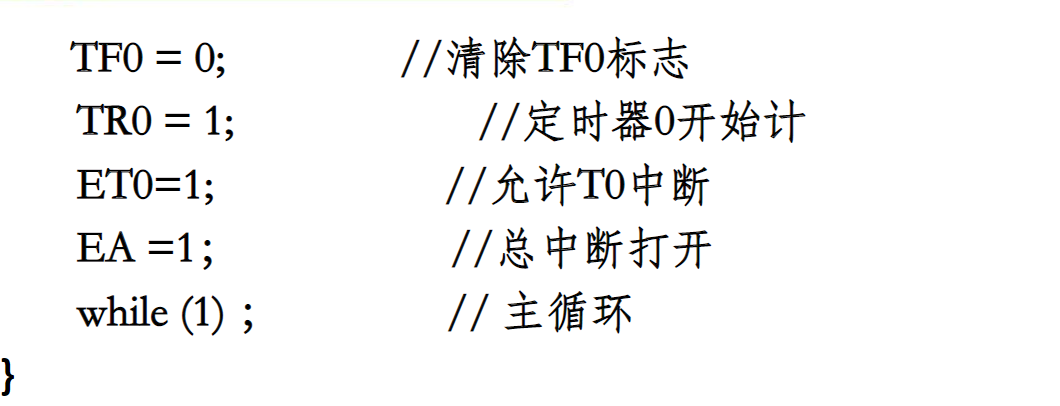 TF0 = 0; //清除TF0标志
TR0 = 1; //定时器0开始计
ET0=1; //允许T0中断
EA =1; //总中断打开
while (1) ; // 主循环
}